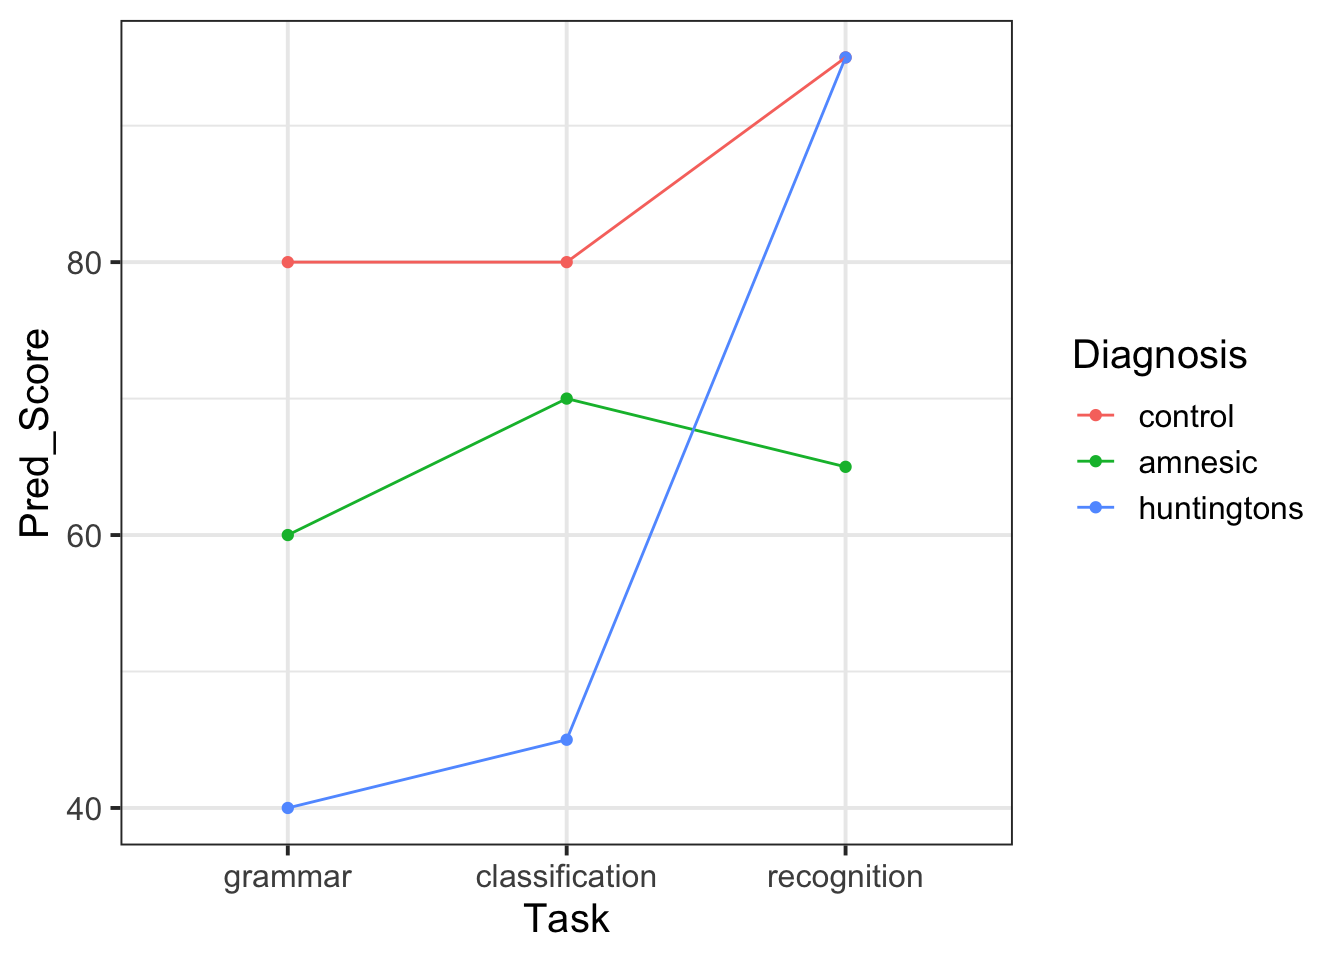 Pred_Score
80
60
40
grammar classification recognition
Task
Diagnosis
control
amnesic
huntingtons